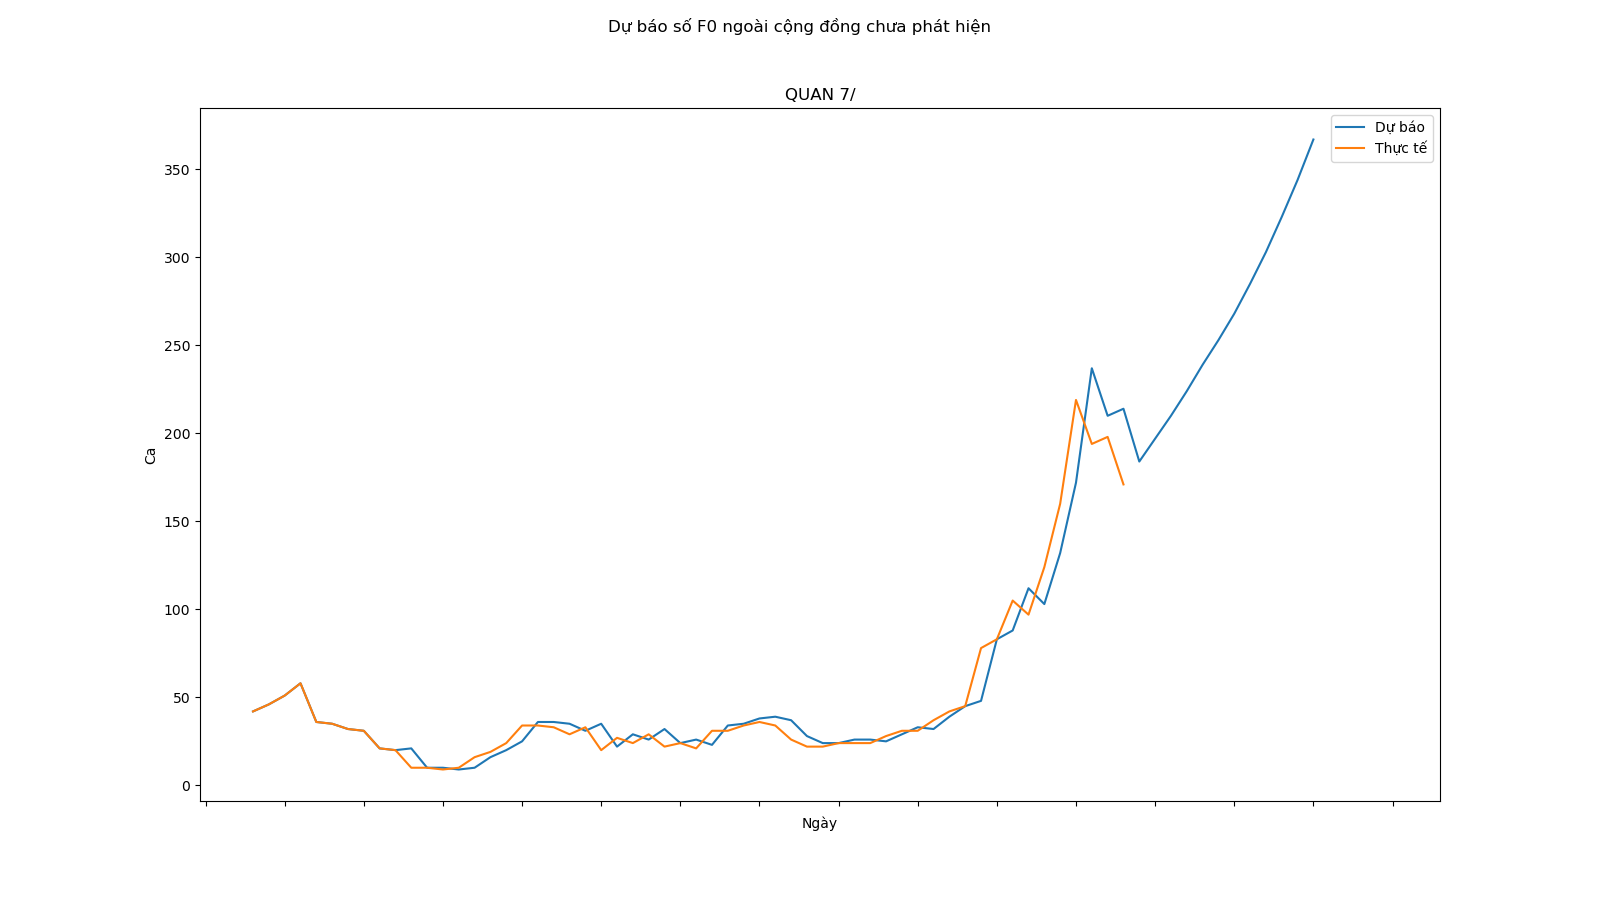 Dự báo số F0 ngoài cộng đồng chưa phát hiện
QUAN 7/
Dự báo
Thực tế
350
300
250
200
150
100
50
0
Ca
Ngày